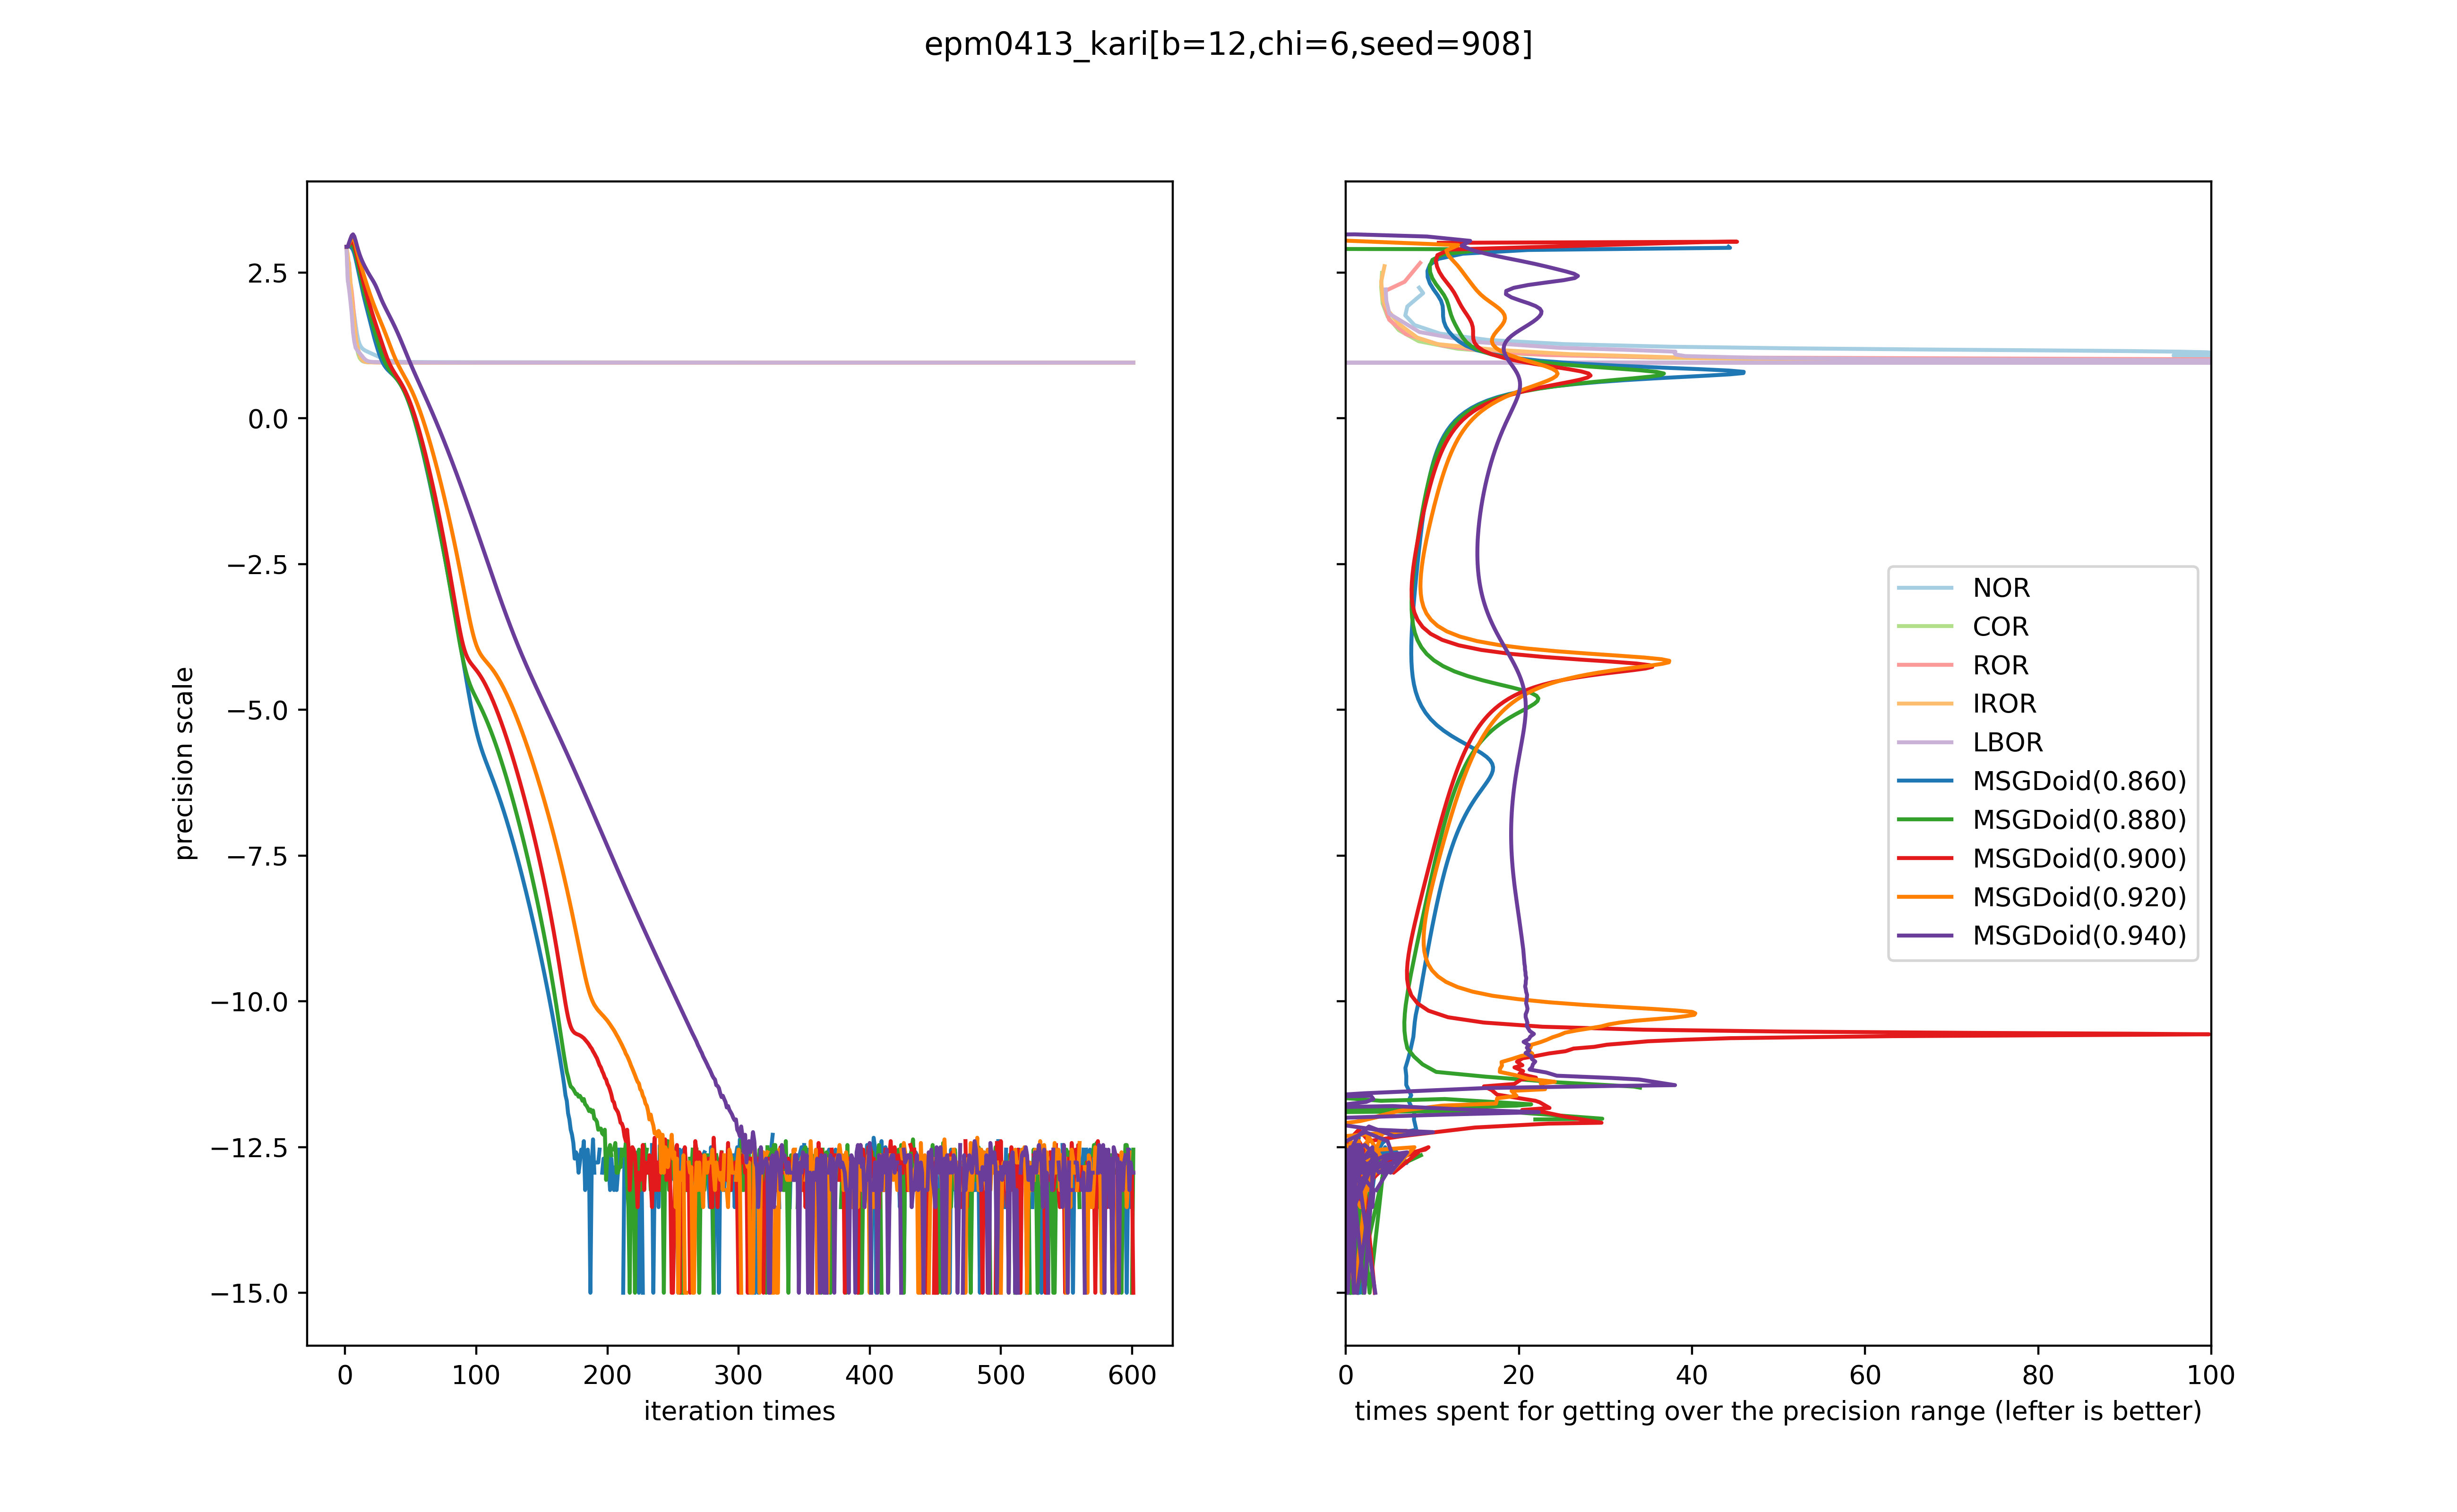 epm0413_kari[b=12,chi=6,seed=908]
precision scale
2.5
0.0
−2.5
−5.0
−7.5
−10.0
−12.5
−15.0
0 100 200 300 400 500 600
iteration times
NOR
COR
ROR
IROR
LBOR
MSGDoid(0.860)
MSGDoid(0.880)
MSGDoid(0.900)
MSGDoid(0.920)
MSGDoid(0.940)
0 20 40 60 80 100
times spent for getting over the precision range (lefter is better)